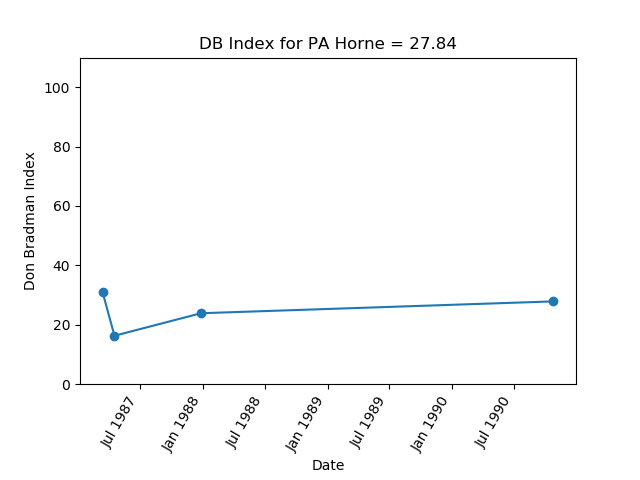 DB Index for PA Horne = 27.84
100
80
60
40
20
0
Don Bradman Index
Jul 1987
Jan 1988
Jul 1988
Jan 1989
Jul 1989
Jan 1990
Jul 1990
Date